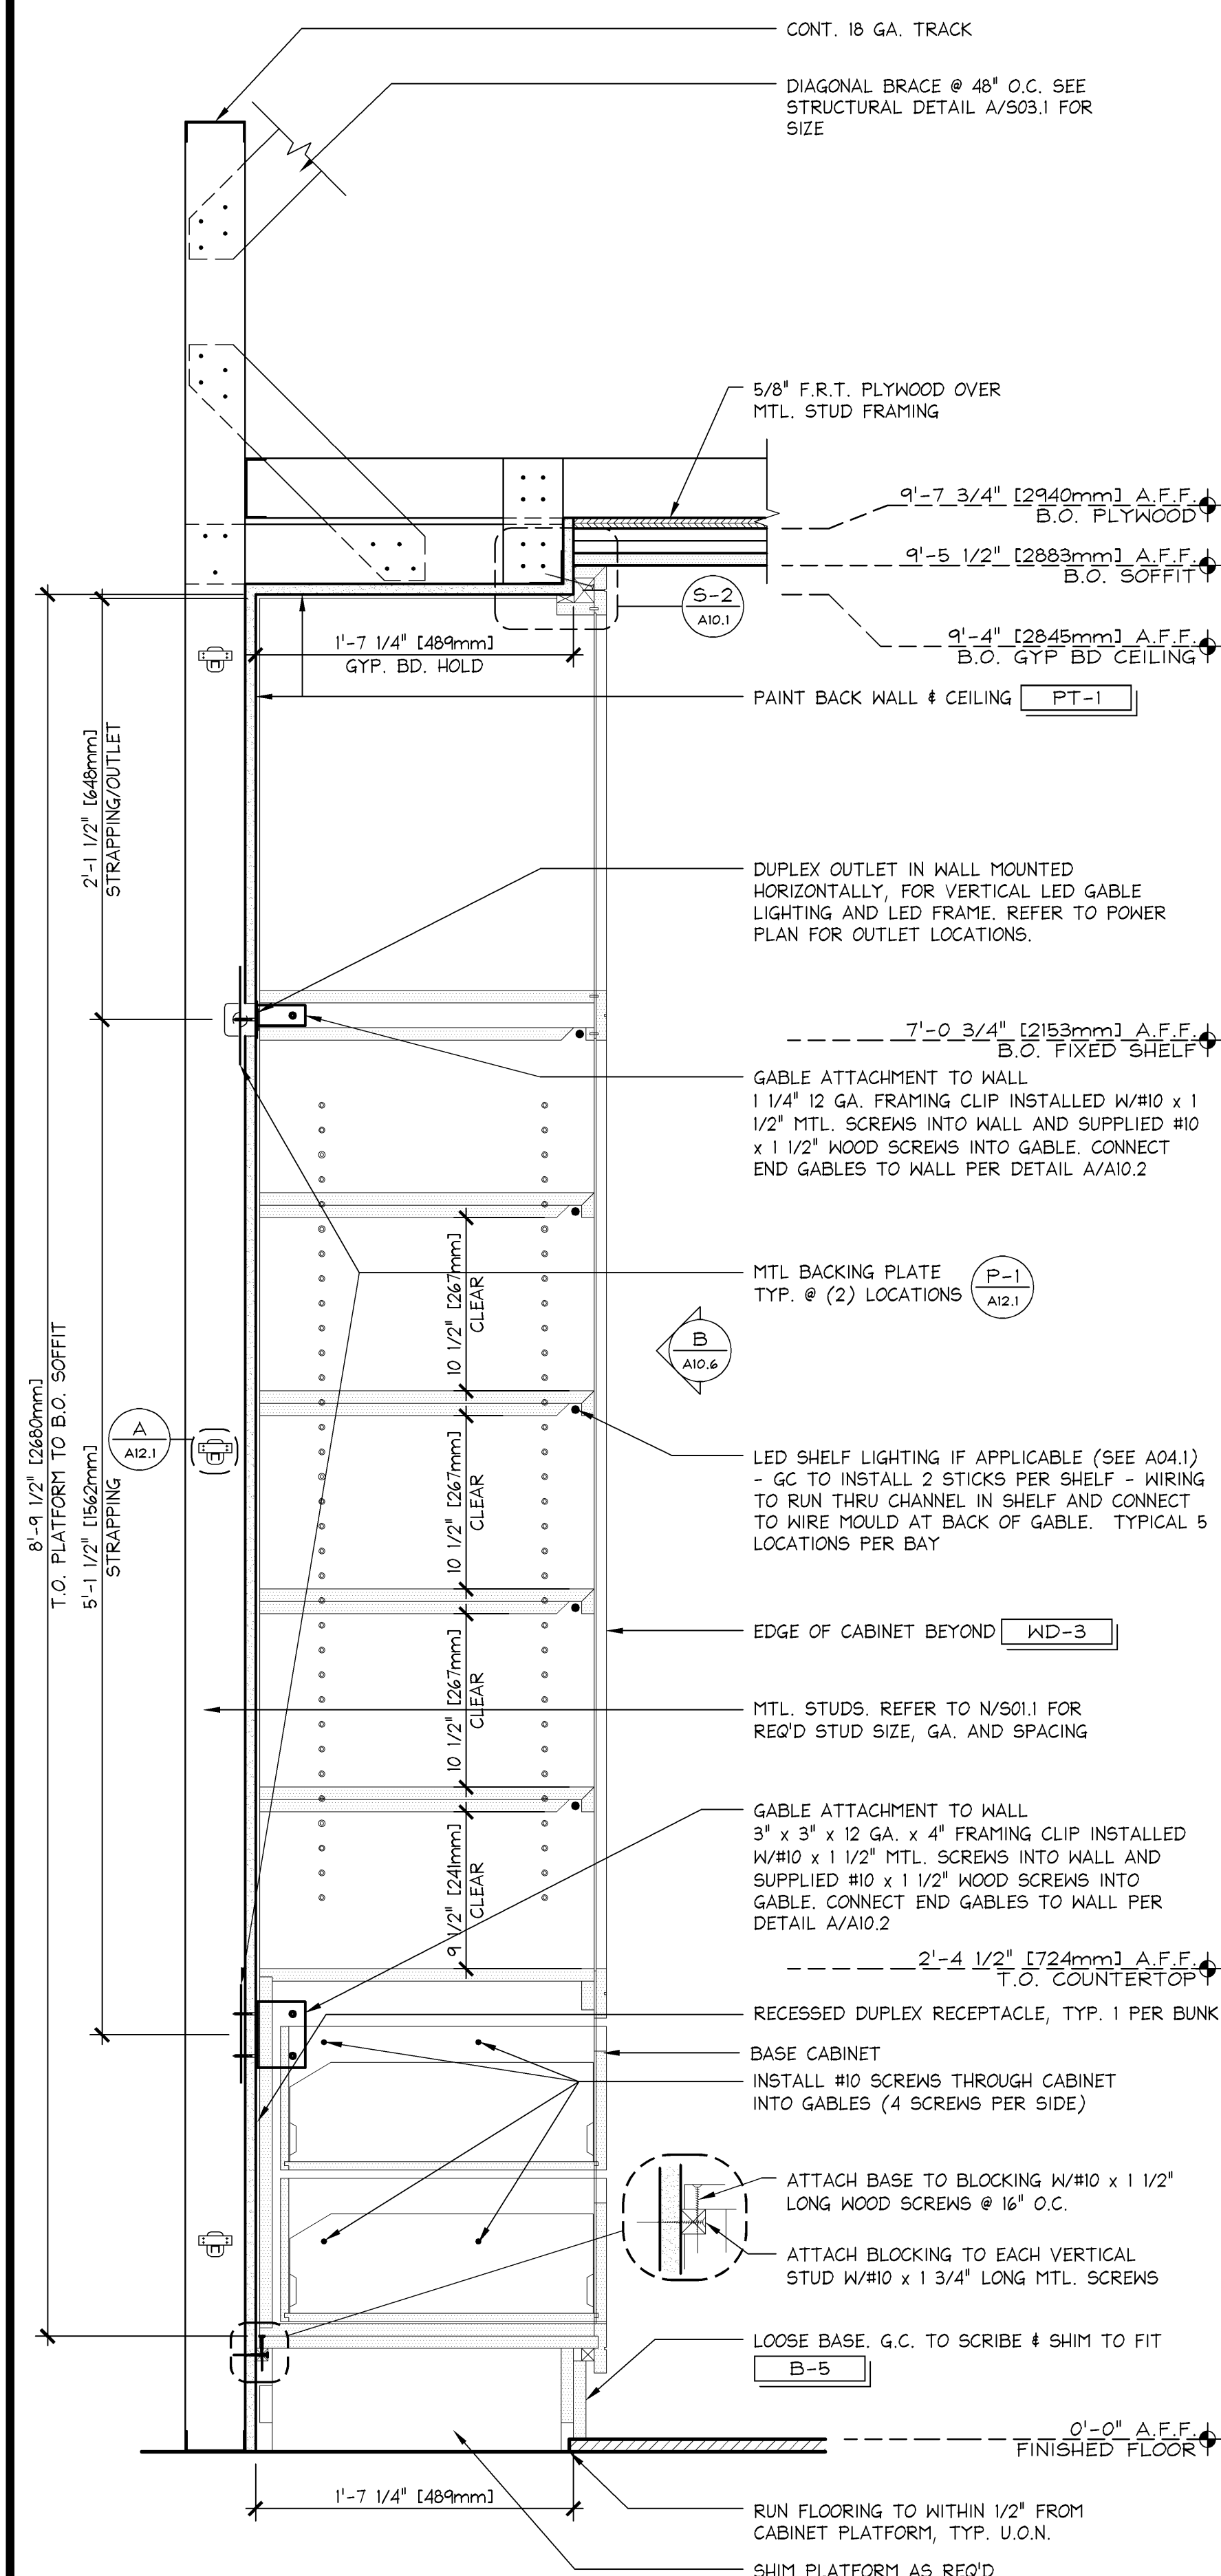 CONT. 18 GA. TRACK
DIAGONAL BRACE @ 48" O.C. SEE
STRUCTURAL DETAIL A/S03.1 FOR
SIZE
5/8" F.R.T. PLYWOOD OVER
MTL. STUD FRAMING
9'-7 3/4" [2940mm] A.F.F.
B.O. PLYWOOD
9'-5 1/2" [2883mm] A.F.F.
B.O. SOFFIT
S-2
A10.1
9'-4" [2845mm] A.F.F.
B.O. GYP BD CEILING
1'-7 1/4" [489mm]
GYP. BD. HOLD
PAINT BACK WALL & CEILING PT-1
2'-1 1/2" [648mm]
STRAPPING/OUTLET
DUPLEX OUTLET IN WALL MOUNTED
HORIZONTALLY, FOR VERTICAL LED GABLE
LIGHTING AND LED FRAME. REFER TO POWER
PLAN FOR OUTLET LOCATIONS.
7'-0 3/4" [2153mm] A.F.F.
B.O. FIXED SHELF
GABLE ATTACHMENT TO WALL
1 1/4" 12 GA. FRAMING CLIP INSTALLED W/#10 x 1
1/2" MTL. SCREWS INTO WALL AND SUPPLIED #10
x 1 1/2" WOOD SCREWS INTO GABLE. CONNECT
END GABLES TO WALL PER DETAIL A/A10.2
10 1/2" [267mm]
CLEAR
MTL BACKING PLATE
TYP. @ (2) LOCATIONS
P-1
A12.1
B
A10.6
8'-9 1/2" [2680mm]
T.O. PLATFORM TO B.O. SOFFIT
5'-1 1/2" [1562mm]
STRAPPING
A
A12.1
10 1/2" [267mm]
CLEAR
LED SHELF LIGHTING IF APPLICABLE (SEE A04.1)
- GC TO INSTALL 2 STICKS PER SHELF - WIRING
TO RUN THRU CHANNEL IN SHELF AND CONNECT
TO WIRE MOULD AT BACK OF GABLE. TYPICAL 5
LOCATIONS PER BAY
EDGE OF CABINET BEYOND WD-3
10 1/2" [267mm]
CLEAR
MTL. STUDS. REFER TO N/S01.1 FOR
REQ'D STUD SIZE, GA. AND SPACING
GABLE ATTACHMENT TO WALL
3" x 3" x 12 GA. x 4" FRAMING CLIP INSTALLED
W/#10 x 1 1/2" MTL. SCREWS INTO WALL AND
SUPPLIED #10 x 1 1/2" WOOD SCREWS INTO
GABLE. CONNECT END GABLES TO WALL PER
DETAIL A/A10.2
9 1/2" [241mm]
CLEAR
2'-4 1/2" [724mm] A.F.F.
T.O. COUNTERTOP
RECESSED DUPLEX RECEPTACLE, TYP. 1 PER BUNK
BASE CABINET
INSTALL #10 SCREWS THROUGH CABINET
INTO GABLES (4 SCREWS PER SIDE)
ATTACH BASE TO BLOCKING W/#10 x 1 1/2"
LONG WOOD SCREWS @ 16" O.C.
ATTACH BLOCKING TO EACH VERTICAL
STUD W/#10 x 1 3/4" LONG MTL. SCREWS
LOOSE BASE. G.C. TO SCRIBE & SHIM TO FIT
B-5
0'-0" A.F.F.
FINISHED FLOOR
1'-7 1/4" [489mm]
RUN FLOORING TO WITHIN 1/2" FROM
CABINET PLATFORM, TYP. U.O.N.
SHIM PLATFORM AS REQ'D